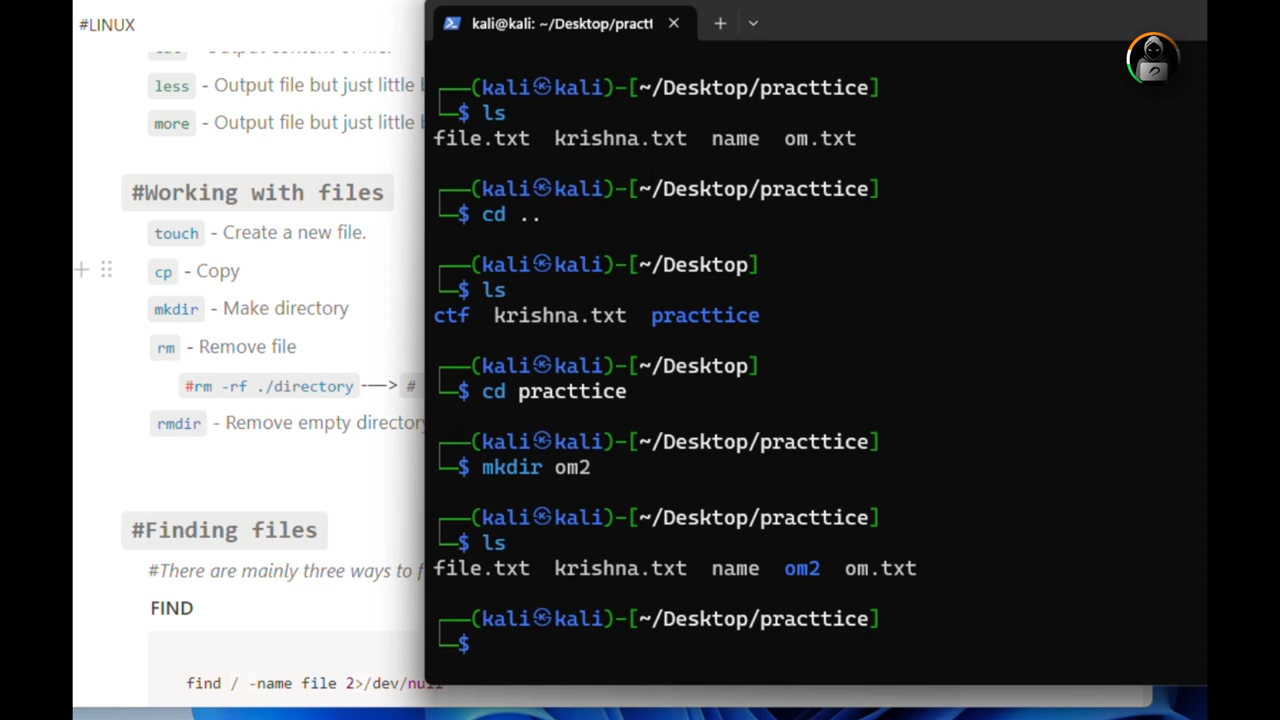 #LINUX
- Output content of file.
less - Output file but just little
more - Output file but just little
#Working with files
touch - Create a new file.
cp - Copy
mkdir - Make directory
rm - Remove file
#rm -rf ./directory ---> #
rmdir - Remove empty directory
#Finding files
#There are mainly three ways to
FIND
find / -name file 2>/dev/null
kali@kali: ~/Desktop/practi
(kali㉿kali)-[~/Desktop/practtice]
$ ls
file.txt krishna.txt name om.txt
(kali㉿kali)-[~/Desktop/practtice]
$ cd ..
(kali㉿kali)-[~/Desktop]
$ ls
ctf krishna.txt practtice
(kali㉿kali)-[~/Desktop]
$ cd practtice
(kali㉿kali)-[~/Desktop/practtice]
$ mkdir om2
(kali㉿kali)-[~/Desktop/practtice]
$ ls
file.txt krishna.txt name om2 om.txt
(kali㉿kali)-[~/Desktop/practtice]
$